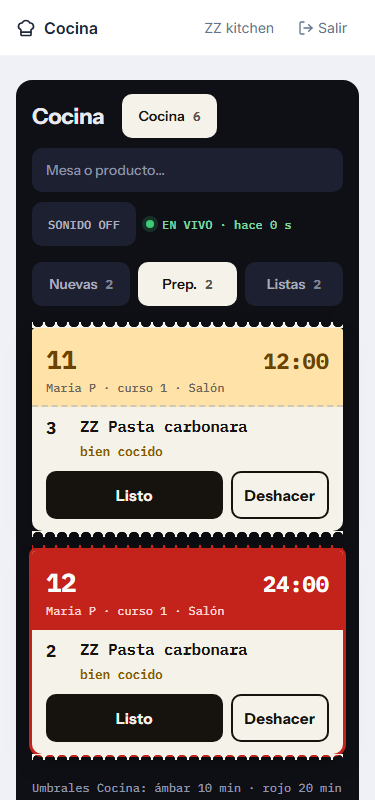 Cocina
ZZ kitchen
Salir
Cocina
Cocina 6
Mesa o producto…
SONIDO OFF
EN VIVO · hace 0 s
Nuevas 2
Prep. 2
Listas 2
11
12:00
Maria P · curso 1 · Salón
3 ZZ Pasta carbonara
bien cocido
Listo
Deshacer
12
24:00
Maria P · curso 1 · Salón
2 ZZ Pasta carbonara
bien cocido
Listo
Deshacer
Umbrales Cocina: ámbar 10 min · rojo 20 min